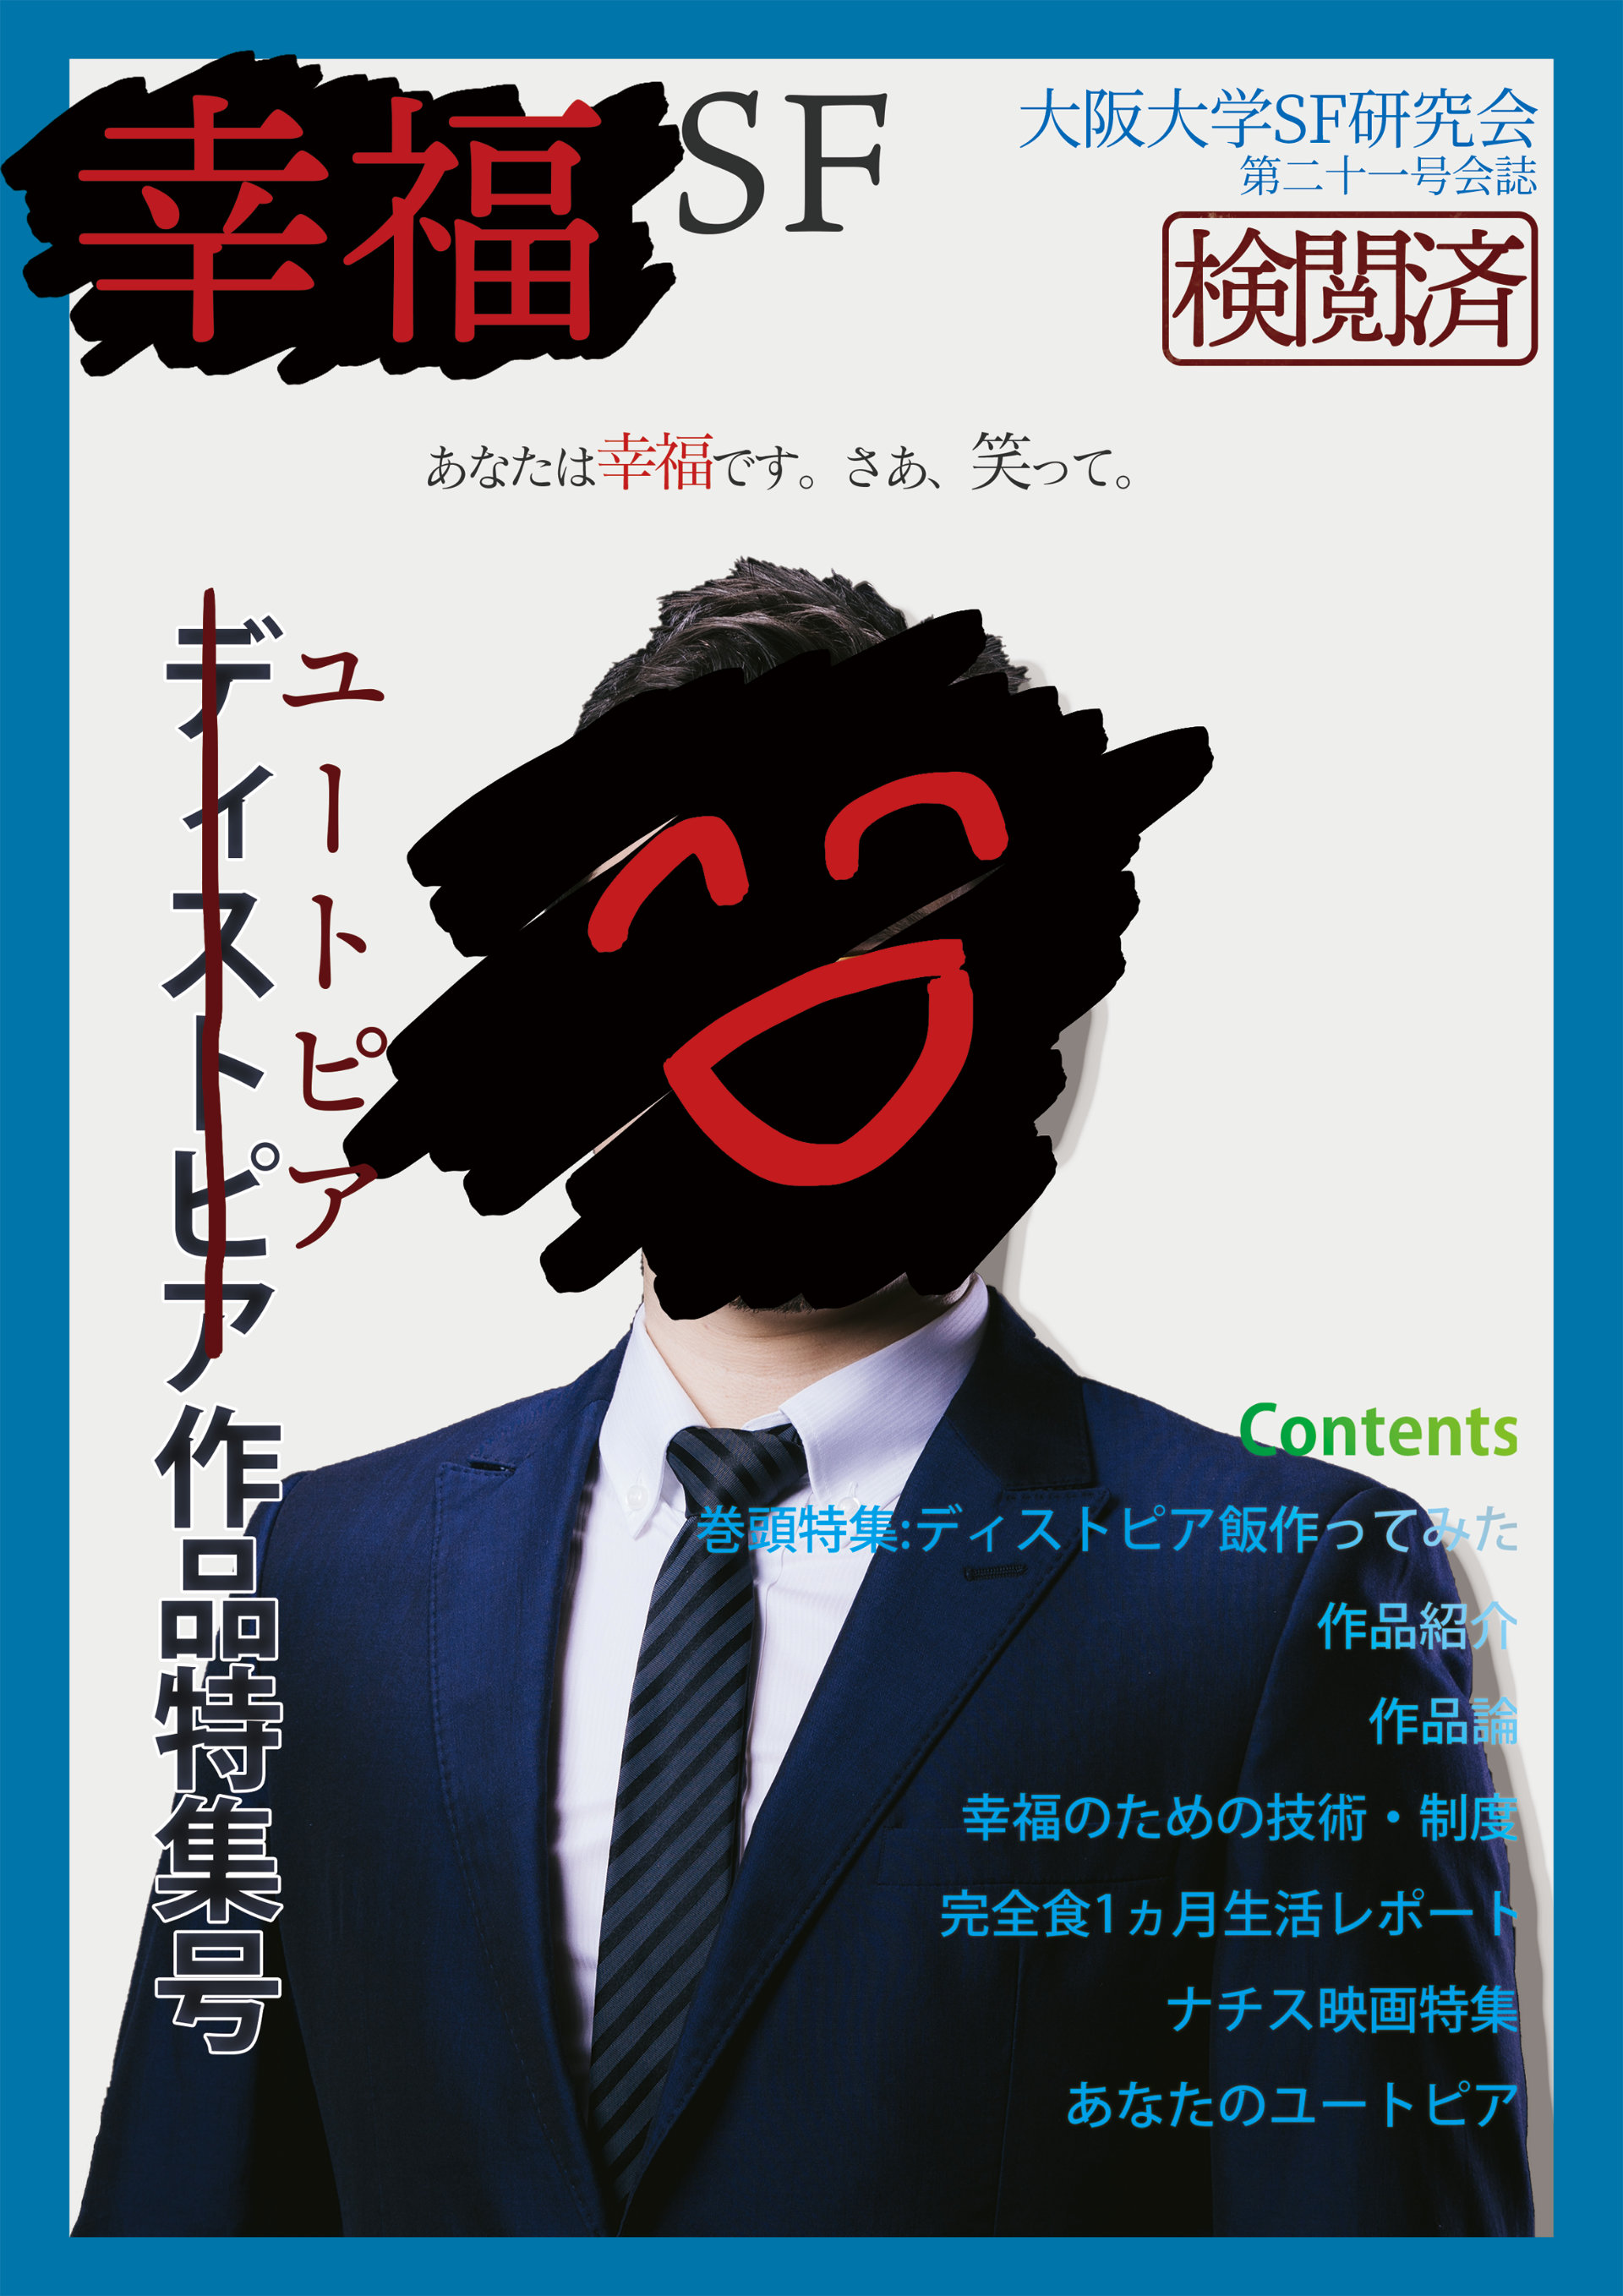 幸福SF
大阪大学SF研究会
第二十一号会誌
検閲済
あなたは幸福です。さあ、笑って。
ユートピア
ディストピア作品特集号
Contents
巻頭特集:ディストピア飯作ってみた
作品紹介
作品論
幸福のための技術・制度
完全食1ヵ月生活レポート
ナチス映画特集
あなたのユートピア